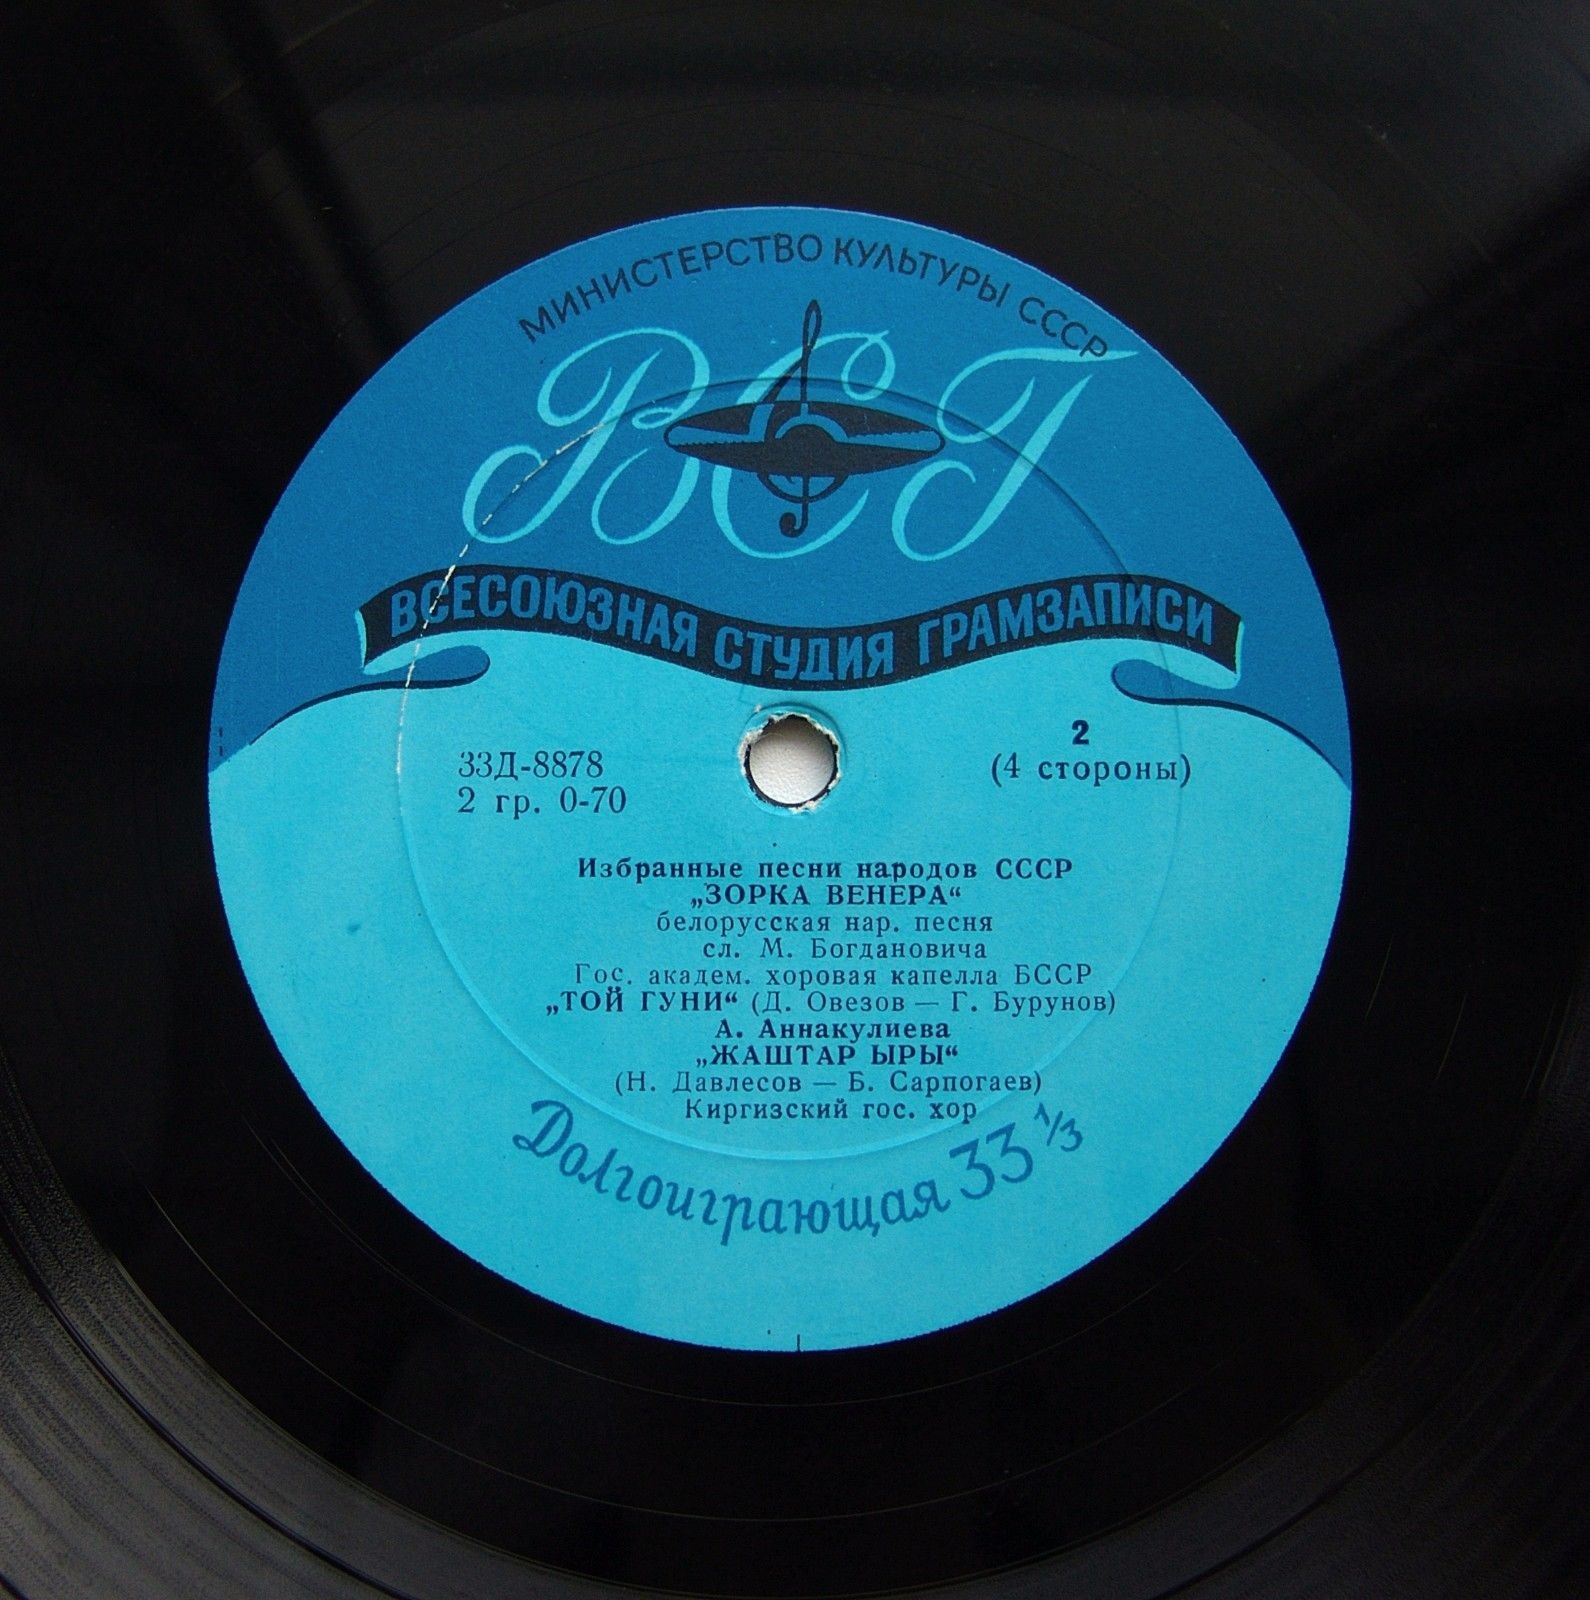 МИНИСТЕРСТВО КУЛЬТУРЫ СССР
ВСГ
ВСЕСОЮЗНАЯ СТУДИЯ ГРАМЗАПИСИ
33Д-8878
2 гр. 0-70
2
(4 стороны)
Избранные песни народов СССР
„ЗОРКА ВЕНЕРА“
белорусская нар. песня
сл. М. Богдановича
Гос. академ. хоровая капелла БССР
„ТОЙ ГУНИ“ (Д. Овезов — Г. Бурунов)
А. Аннакулиева
„ЖАШТАР ЫРЫ“
(Н. Давлесов — Б. Сарпогаев)
Киргизский гос. хор
Долгоиграющая 33 1/3